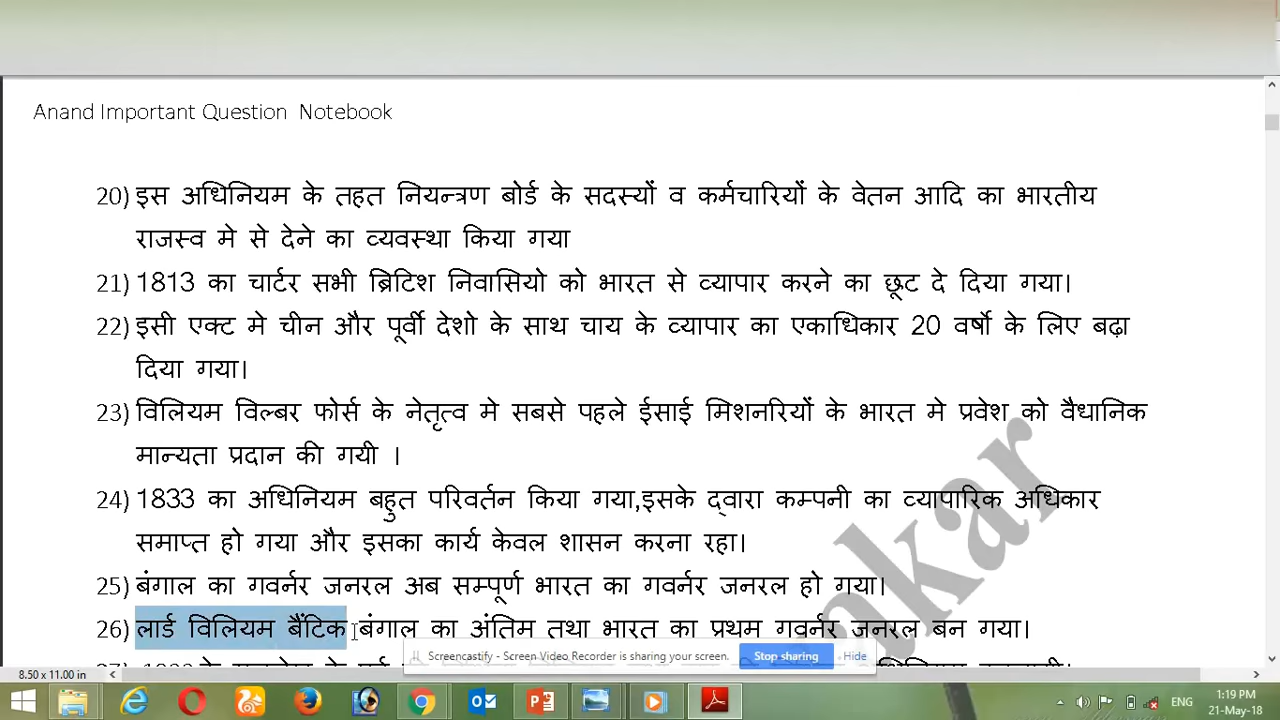 Anand Important Question Notebook
20) इस अधिनियम के तहत नियन्त्रण बोर्ड के सदस्यों व कर्मचारियों के वेतन आदि का भारतीय
राजस्व मे से देने का व्यवस्था किया गया
21) 1813 का चार्टर सभी ब्रिटिश निवासियो को भारत से व्यापार करने का छूट दे दिया गया।
22) इसी एक्ट मे चीन और पूर्वी देशो के साथ चाय के व्यापार का एकाधिकार 20 वर्षो के लिए बढ़ा
दिया गया।
23) विलियम विल्बर फोर्स के नेतृत्व मे सबसे पहले ईसाई मिशनरियों के भारत मे प्रवेश को वैधानिक
मान्यता प्रदान की गयी ।
24) 1833 का अधिनियम बहुत परिवर्तन किया गया,इसके द्वारा कम्पनी का व्यापारिक अधिकार
समाप्त हो गया और इसका कार्य केवल शासन करना रहा।
25) बंगाल का गवर्नर जनरल अब सम्पूर्ण भारत का गवर्नर जनरल हो गया।
26) लार्ड विलियम बैंटिक बंगाल का अंतिम तथा भारत का प्रथम गवर्नर जनरल बन गया।
Screencastify - Screen Video Recorder is sharing your screen. Stop sharing Hide
8.50 x 11.00 in
ENG
1:19 PM
21-May-18